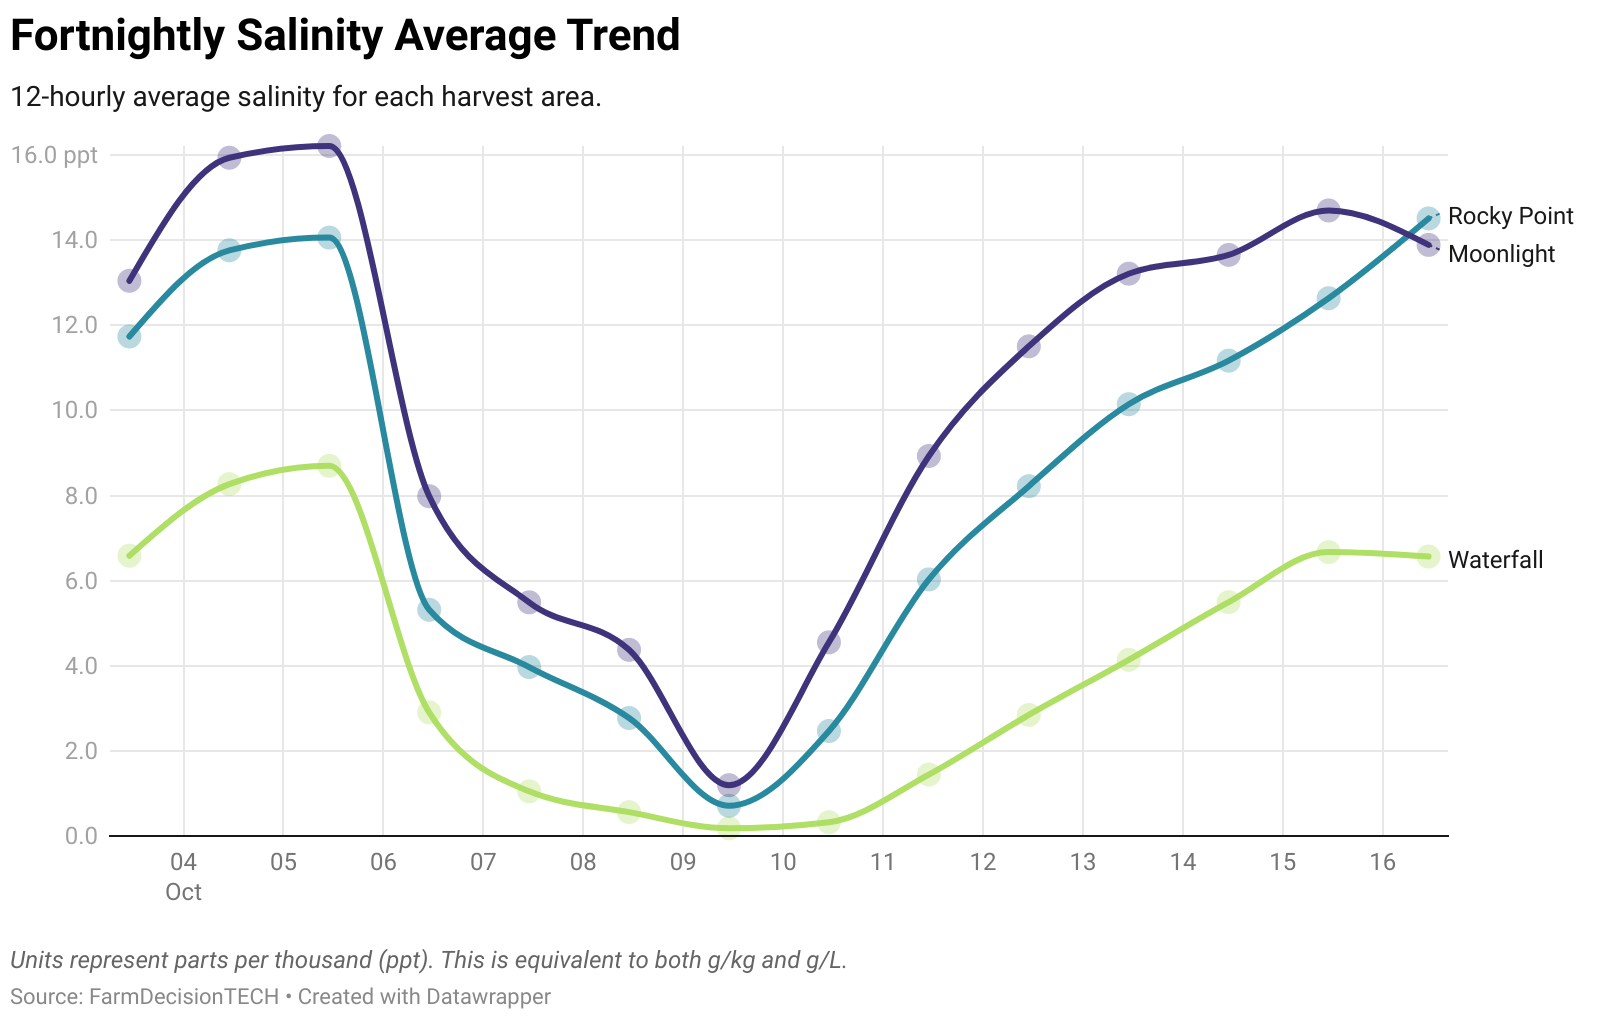 Fortnightly Salinity Average Trend
12-hourly average salinity for each harvest area.
16.0 ppt
14.0
12.0
10.0
8.0
6.0
4.0
2.0
0.0
Rocky Point
Moonlight
Waterfall
04 05 06 07 08 09 10 11 12 13 14 15 16
Oct
Units represent parts per thousand (ppt). This is equivalent to both g/kg and g/L.
Source: FarmDecisionTECH • Created with Datawrapper